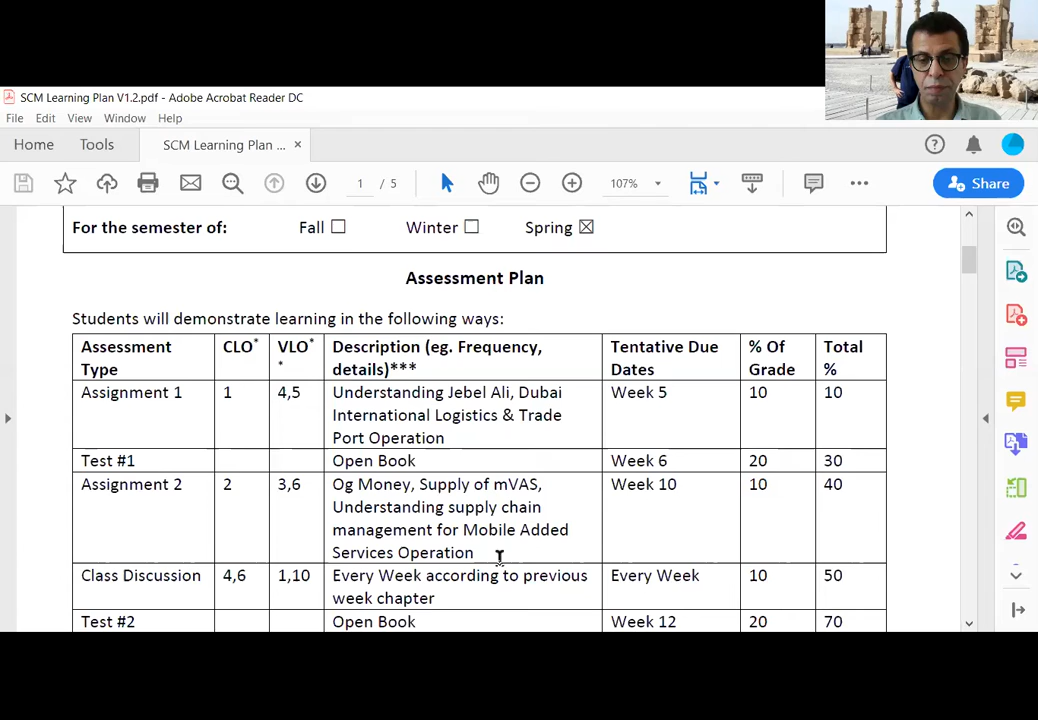 SCM Learning Plan V1.2.pdf - Adobe Acrobat Reader DC
File Edit View Window Help
Home Tools SCM Learning Plan ... ×
1 / 5 107% Share
For the semester of: Fall ☐ Winter ☐ Spring ☒
Assessment Plan
Students will demonstrate learning in the following ways:
Assessment Type CLO* VLO** Description (eg. Frequency, details)*** Tentative Due Dates % Of Grade Total %
Assignment 1 1 4,5 Understanding Jebel Ali, Dubai 
International Logistics & Trade
Port Operation Week 5 10 10
Test #1 Open Book Week 6 20 30
Assignment 2 2 3,6 Og Money, Supply of mVAS,
Understanding supply chain
management for Mobile Added
Services Operation Week 10 10 40
Class Discussion 4,6 1,10 Every Week according to previous
week chapter Every Week 10 50
Test #2 Open Book Week 12 20 70